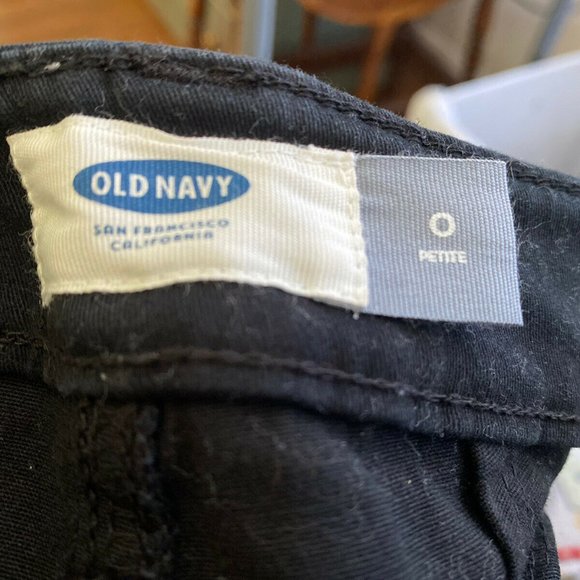 OLD NAVY
SAN FRANCISCO
CALIFORNIA
0
PETITE